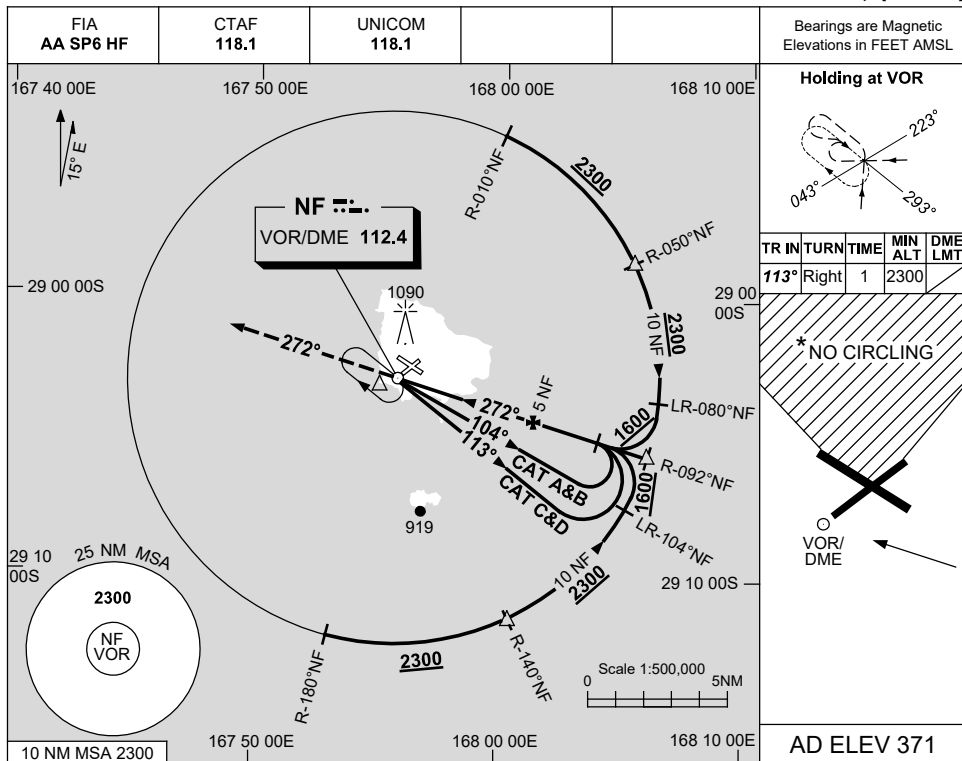 FIA
AA SP6 HF
CTAF
118.1
UNICOM
118.1
Bearings are Magnetic
Elevations in FEET AMSL
167 40 00E
167 50 00E
168 00 00E
168 10 00E
15° E
Holding at VOR
223°
043°
293°
TR IN TURN TIME MIN ALT DME LMT
113° Right 1 2300
NF
VOR/DME 112.4
R-010°NF
2300
R-050°NF
10 NF
2300
29 00 00S
29 00
00S
1090
272°
272°
5 NF
LR-080°NF
1600
104°
CAT A&B
113°
CAT C&D
R-092°NF
1600
LR-104°NF
919
* NO CIRCLING
VOR/
DME
29 10
00S
29 10 00S
25 NM MSA
2300
NF
VOR
10 NF
2300
R-140°NF
2300
R-180°NF
Scale 1:500,000
0
5NM
10 NM MSA 2300
167 50 00E
168 00 00E
168 10 00E
AD ELEV 371